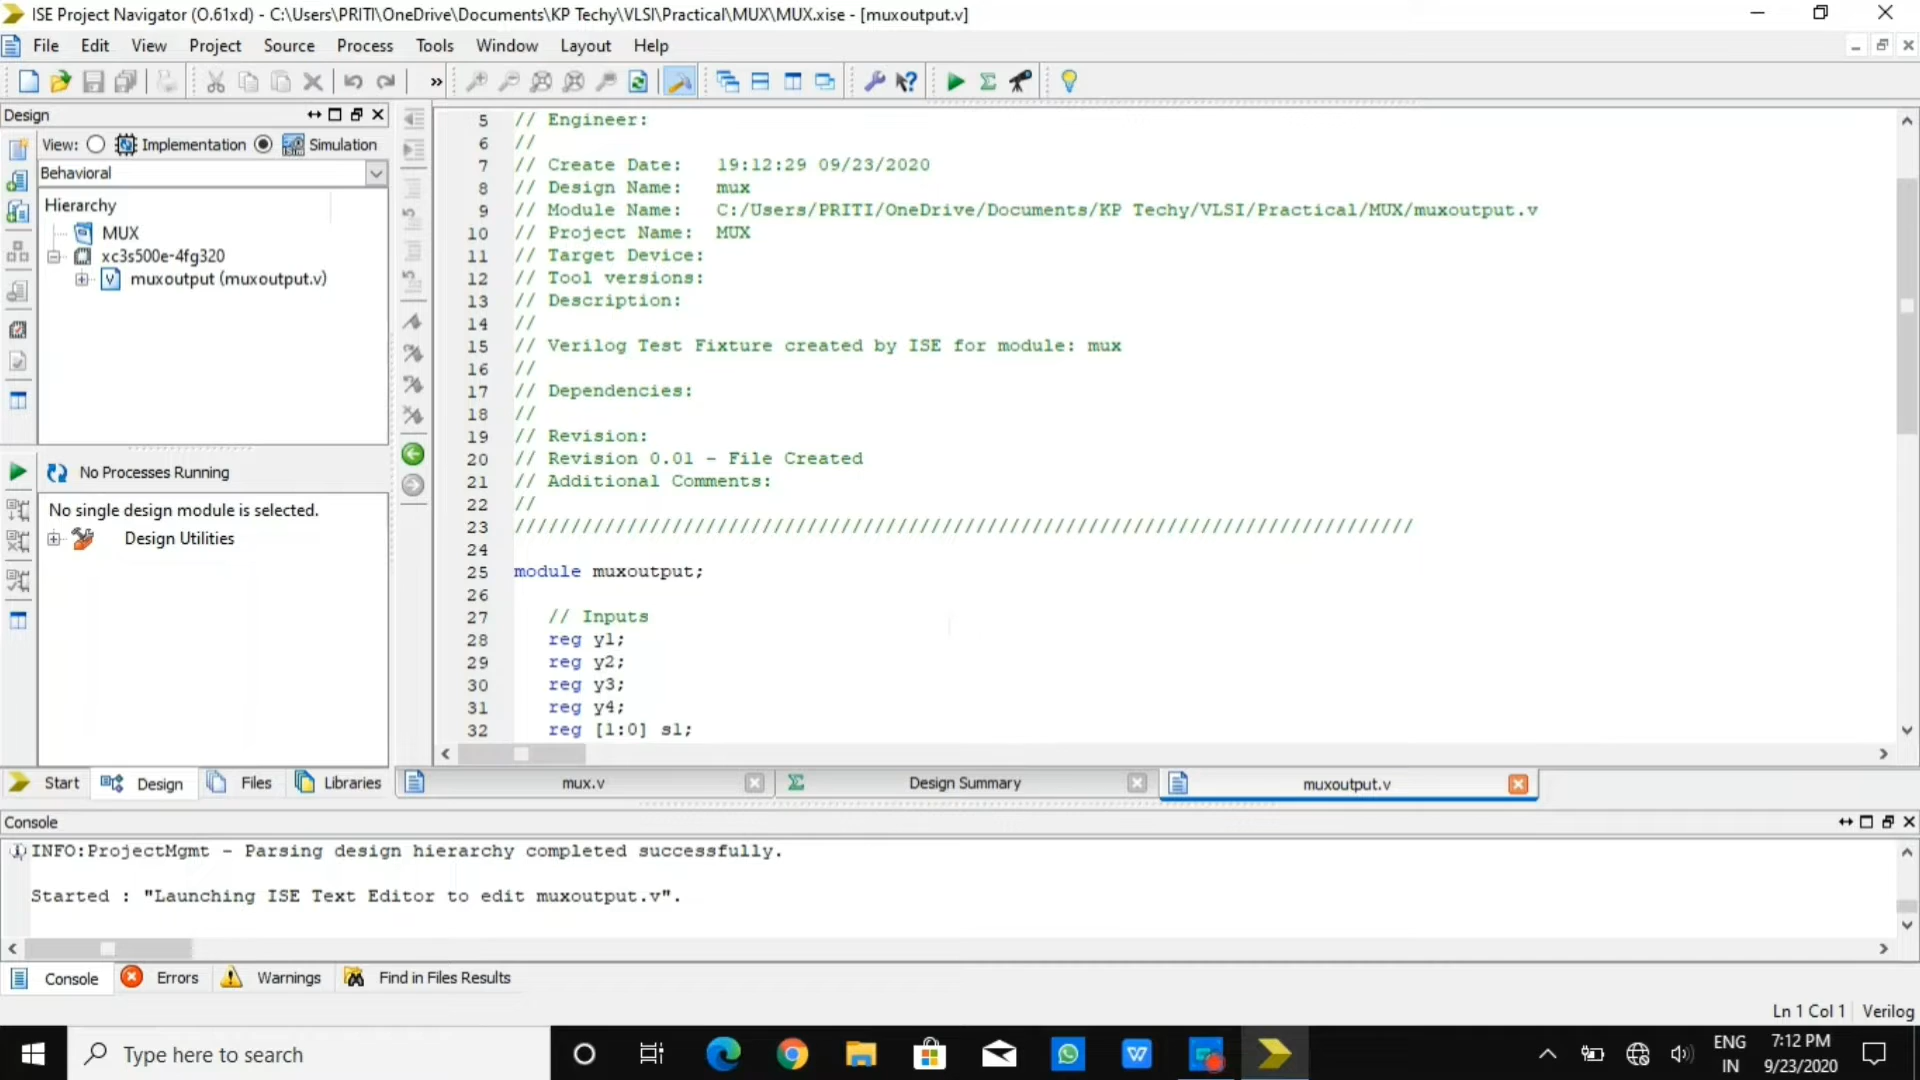 ISE Project Navigator (O.61xd) - C:\Users\PRITI\OneDrive\Documents\KP Techy\VLSI\Practical\MUX\MUX.xise - [muxoutput.v]
File Edit View Project Source Process Tools Window Layout Help
Design
View: Implementation Simulation
Behavioral
Hierarchy
MUX
xc3s500e-4fg320
muxoutput (muxoutput.v)
No Processes Running
No single design module is selected.
Design Utilities
Start Design Files Libraries
5 // Engineer:
6 //
7 // Create Date: 19:12:29 09/23/2020
8 // Design Name: mux
9 // Module Name: C:/Users/PRITI/OneDrive/Documents/KP Techy/VLSI/Practical/MUX/muxoutput.v
10 // Project Name: MUX
11 // Target Device:
12 // Tool versions:
13 // Description:
14 //
15 // Verilog Test Fixture created by ISE for module: mux
16 //
17 // Dependencies:
18 //
19 // Revision:
20 // Revision 0.01 - File Created
21 // Additional Comments:
22 //
23 ////////////////////////////////////////////////////////////////////////////////
24
25 module muxoutput;
26
27 // Inputs
28 reg y1;
29 reg y2;
30 reg y3;
31 reg y4;
32 reg [1:0] s1;
mux.v Design Summary muxoutput.v
Console
INFO:ProjectMgmt - Parsing design hierarchy completed successfully.
Started : "Launching ISE Text Editor to edit muxoutput.v".
Console Errors Warnings Find in Files Results
Ln 1 Col 1 Verilog
Type here to search
ENG
IN
7:12 PM
9/23/2020